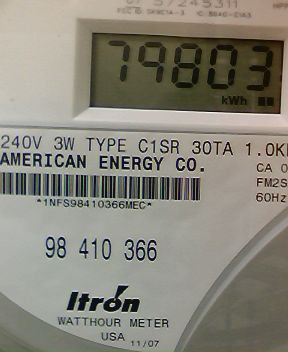 79803
kWh
240V 3W TYPE C1SR 30TA 1.0K
AMERICAN ENERGY CO.
CA 0
FM2S
60Hz
*1NFS98410366MEC*
98 410 366
Itron
WATTHOUR METER
USA 11/07